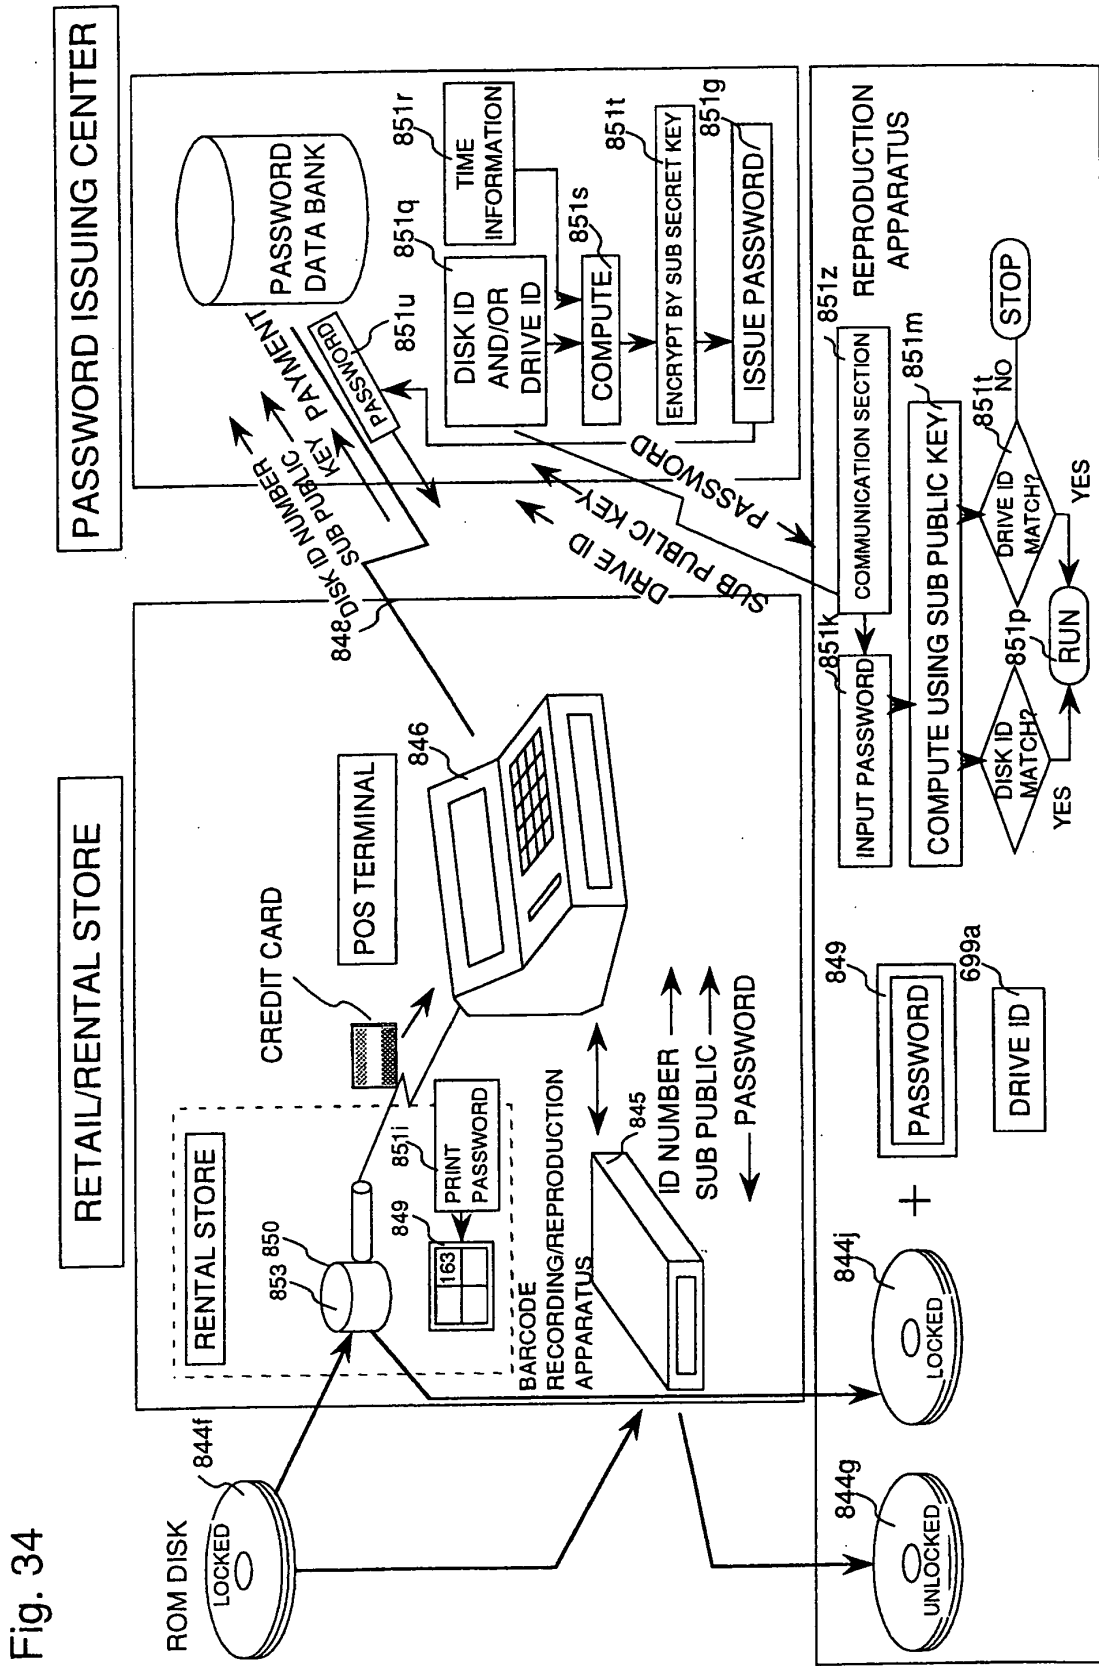 Fig. 34
RETAIL/RENTAL STORE
PASSWORD ISSUING CENTER
ROM DISK
LOCKED
844f
RENTAL STORE
853
850
849
163
851i
PRINT
PASSWORD
CREDIT CARD
POS TERMINAL
846
BARCODE
RECORDING/REPRODUCTION
APPARATUS
845
ID NUMBER
SUB PUBLIC
PASSWORD
848
DISK ID NUMBER
SUB PUBLIC
KEY
PAYMENT
PASSWORD
851u
PASSWORD
DATA BANK
DISK ID
AND/OR
DRIVE ID
851q
TIME
INFORMATION
851r
COMPUTE
851s
ENCRYPT BY SUB SECRET KEY
851t
ISSUE PASSWORD
851g
PASSWORD
SUB PUBLIC KEY
DRIVE ID
UNLOCKED
844g
LOCKED
844j
+
PASSWORD
849
DRIVE ID
699a
REPRODUCTION
APPARATUS
COMMUNICATION SECTION
851z
INPUT PASSWORD
851k
COMPUTE USING SUB PUBLIC KEY
851m
DISK ID
MATCH?
YES
DRIVE ID
MATCH?
851t
NO
STOP
YES
RUN
851p